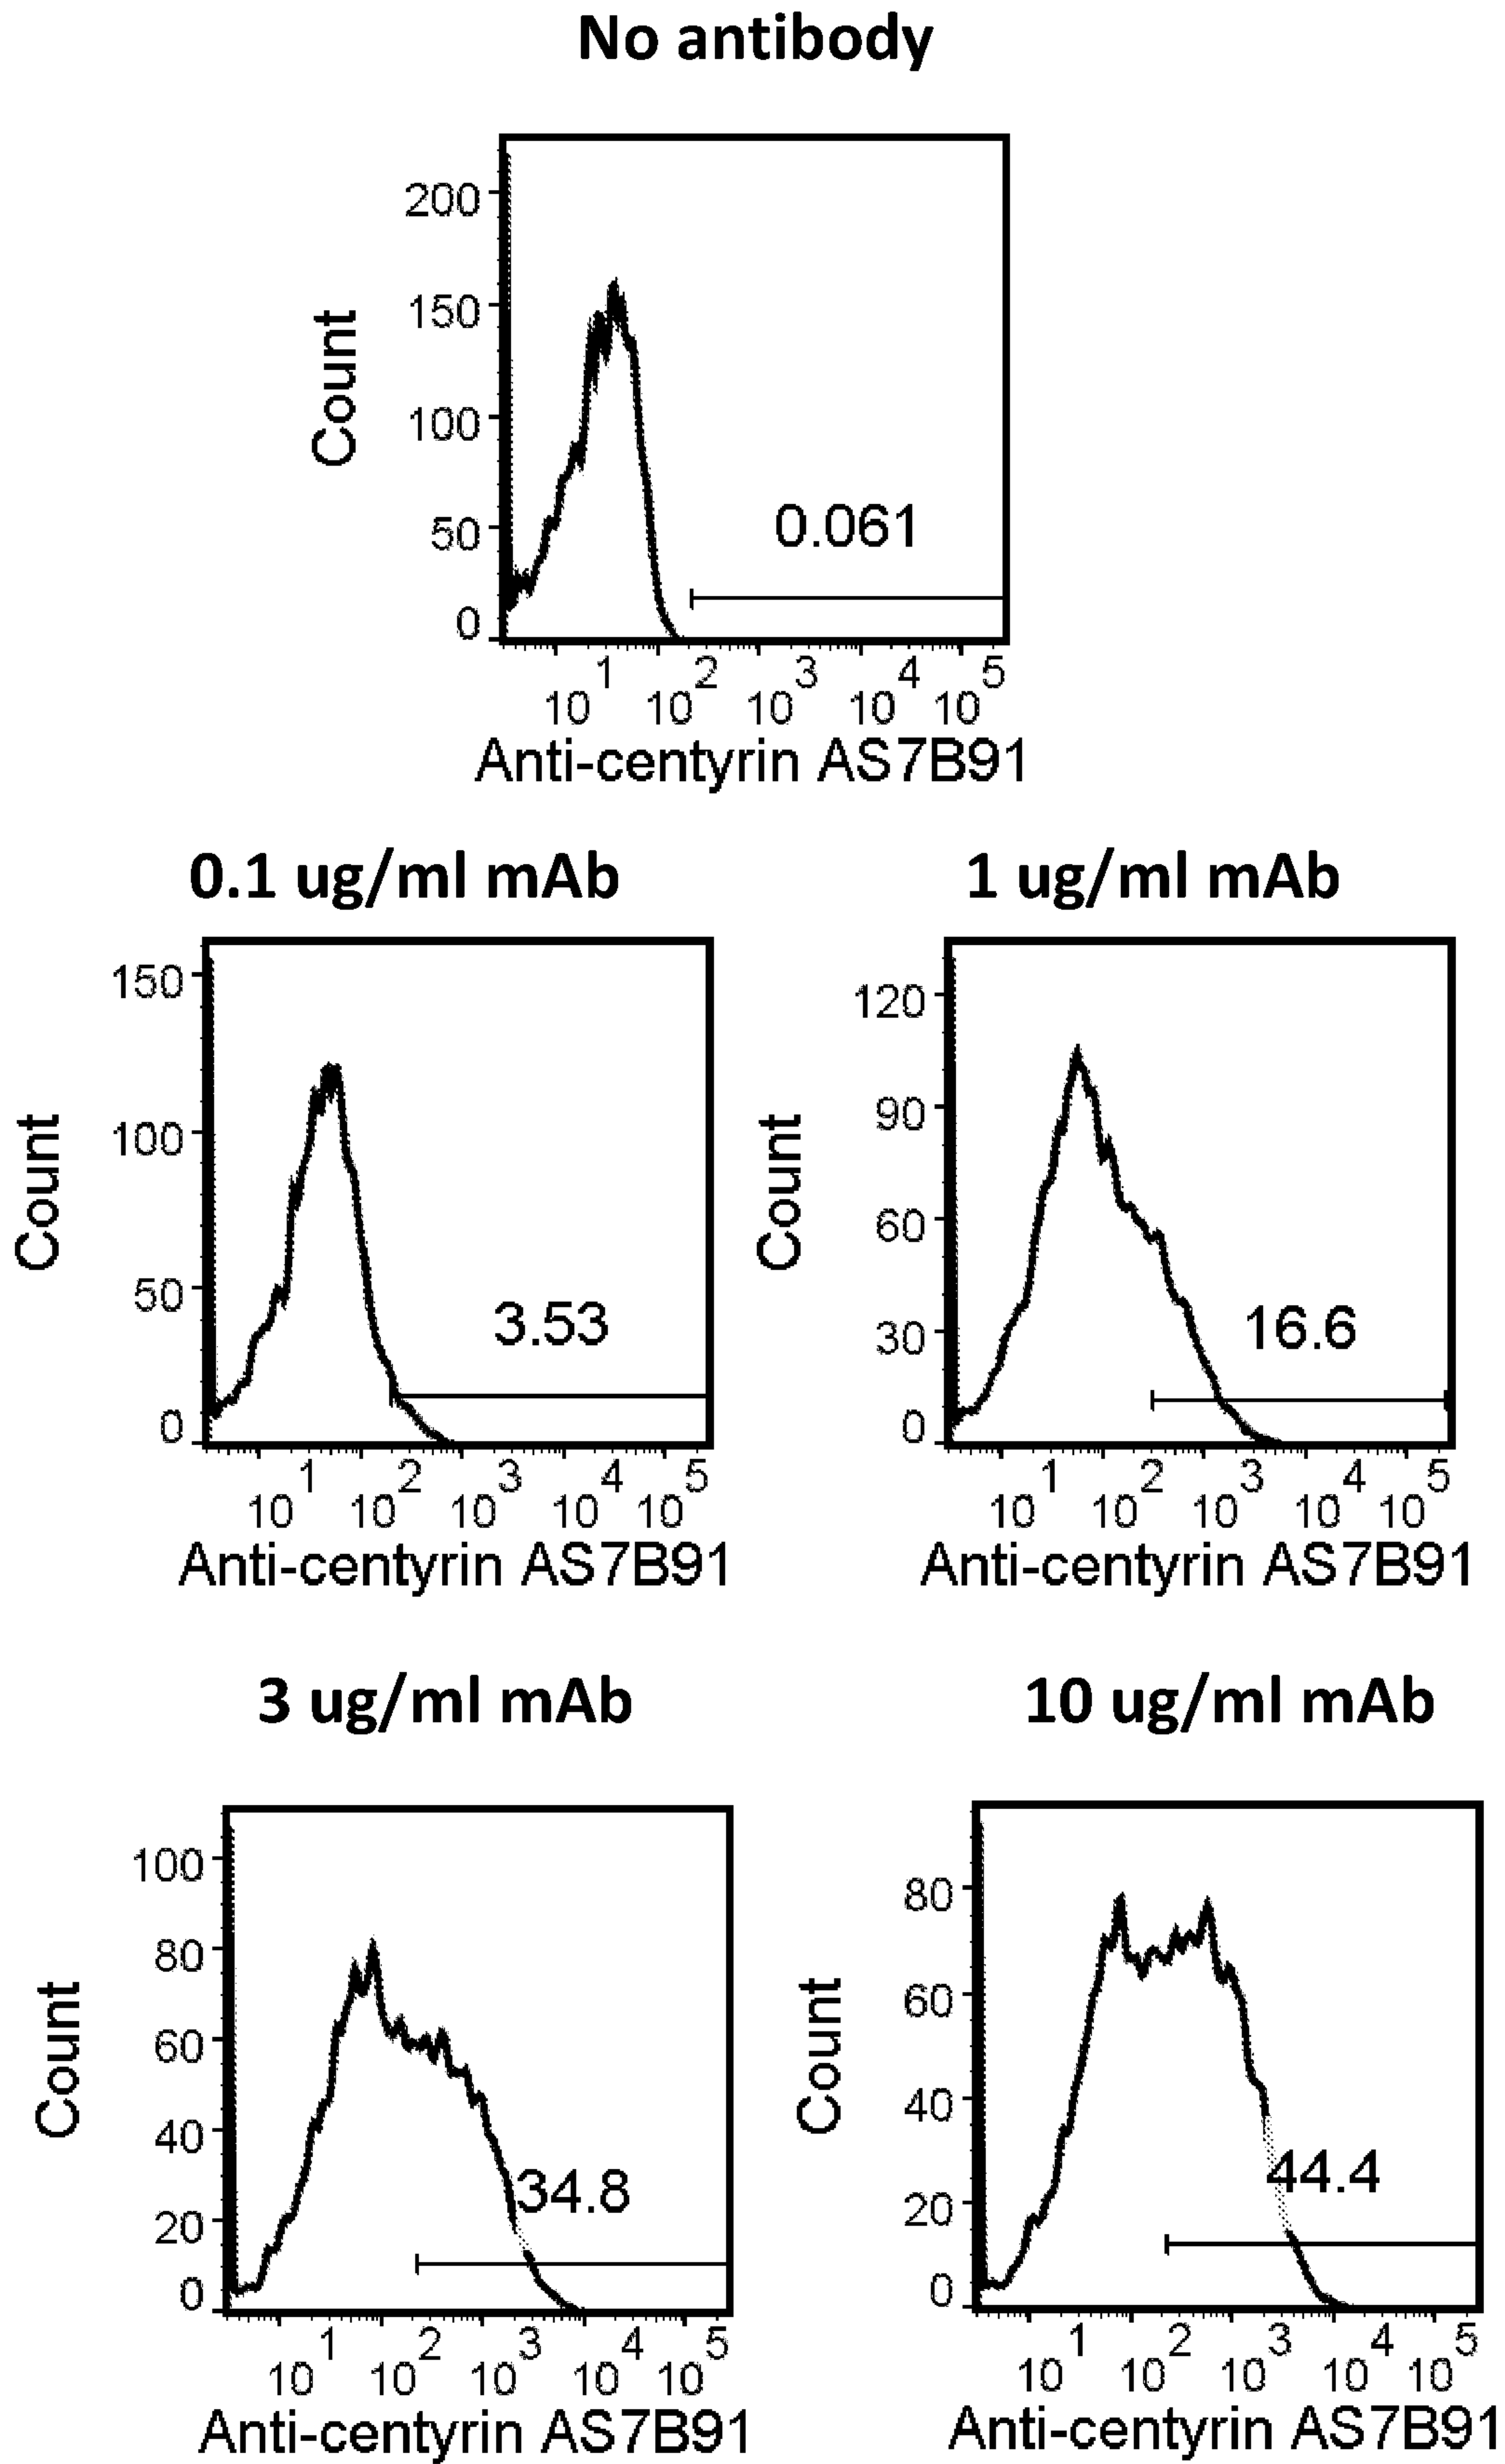 No antibody
200
150
Count
100
0.061
50
0
10^1 10^2 10^3 10^4 10^5
Anti-centyrin AS7B91
0.1 ug/ml mAb
150
100
Count
50
3.53
0
10^1 10^2 10^3 10^4 10^5
Anti-centyrin AS7B91
1 ug/ml mAb
120
90
Count
60
30
16.6
0
10^1 10^2 10^3 10^4 10^5
Anti-centyrin AS7B91
3 ug/ml mAb
100
80
Count
60
40
34.8
20
0
10^1 10^2 10^3 10^4 10^5
Anti-centyrin AS7B91
10 ug/ml mAb
80
60
Count
40
44.4
20
0
10^1 10^2 10^3 10^4 10^5
Anti-centyrin AS7B91